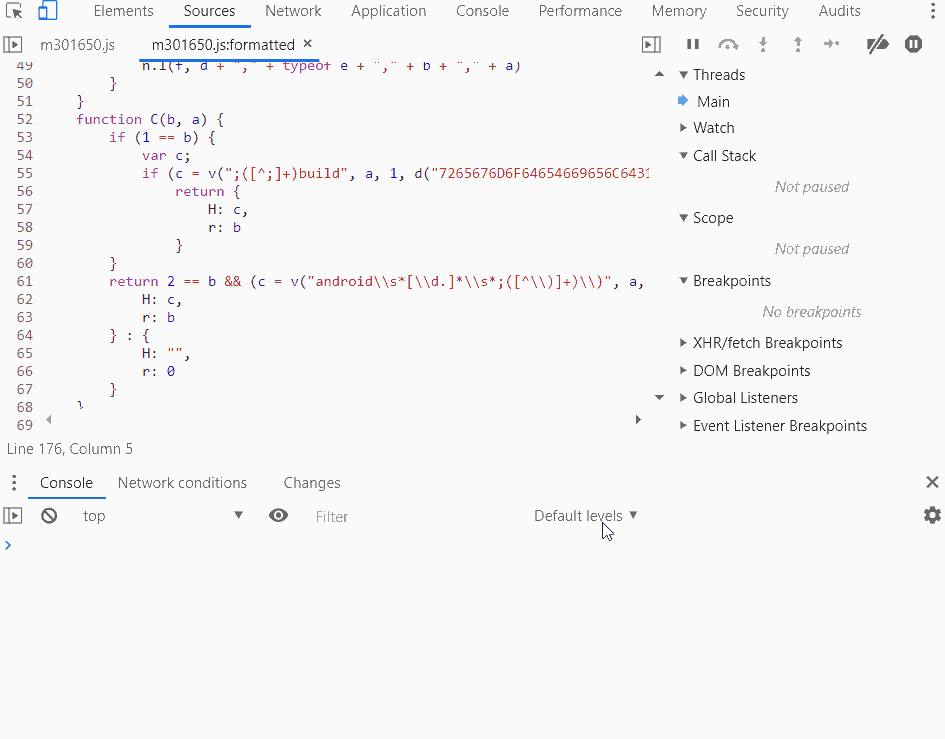 Elements Sources Network Application Console Performance Memory Security Audits
m301650.js m301650.js:formatted ×
49 n.I(f, d + "," + typeof e + "," + b + "," + a)
50 }
51 }
52 function C(b, a) {
53 if (1 == b) {
54 var c;
55 if (c = v(";([^;]+)build", a, 1, d("7265676D6F64654669656C6431
56 return {
57 H: c,
58 r: b
59 }
60 }
61 return 2 == b && (c = v("android\\s*[\\d.]*\\s*;([^\\)]+)\\)", a,
62 H: c,
63 r: b
64 } : {
65 H: "",
66 r: 0
67 }
68 }
69
Line 176, Column 5
Threads
Main
Watch
Call Stack
Not paused
Scope
Not paused
Breakpoints
No breakpoints
XHR/fetch Breakpoints
DOM Breakpoints
Global Listeners
Event Listener Breakpoints
Console Network conditions Changes
top Filter Default levels